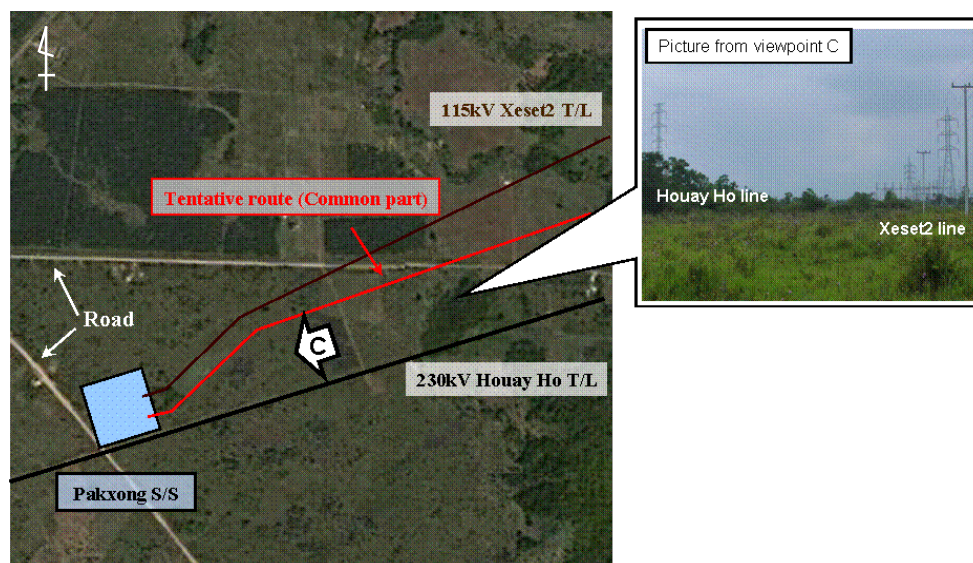 115kV Xeset2 T/L
Tentative route (Common part)
Road
C
230kV Houay Ho T/L
Pakxong S/S
Picture from viewpoint C
Houay Ho line
Xeset2 line